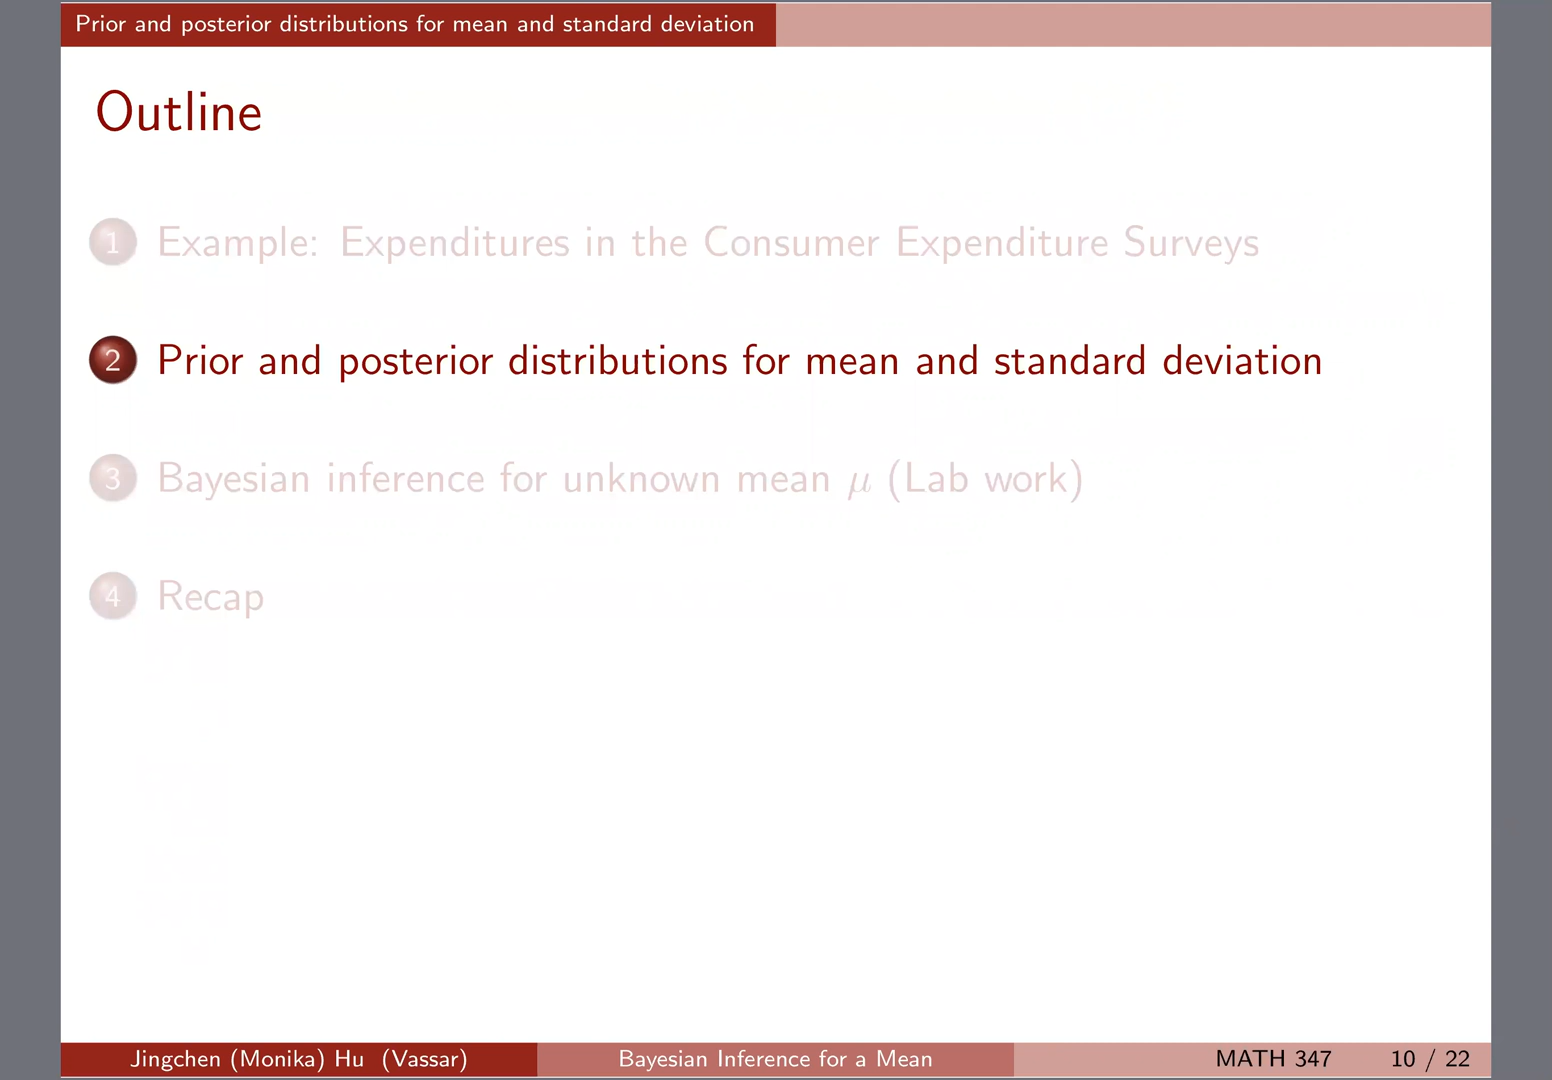 Prior and posterior distributions for mean and standard deviation
Outline
1 Example: Expenditures in the Consumer Expenditure Surveys
2 Prior and posterior distributions for mean and standard deviation
3 Bayesian inference for unknown mean μ (Lab work)
4 Recap
Jingchen (Monika) Hu (Vassar) Bayesian Inference for a Mean MATH 347 10 / 22